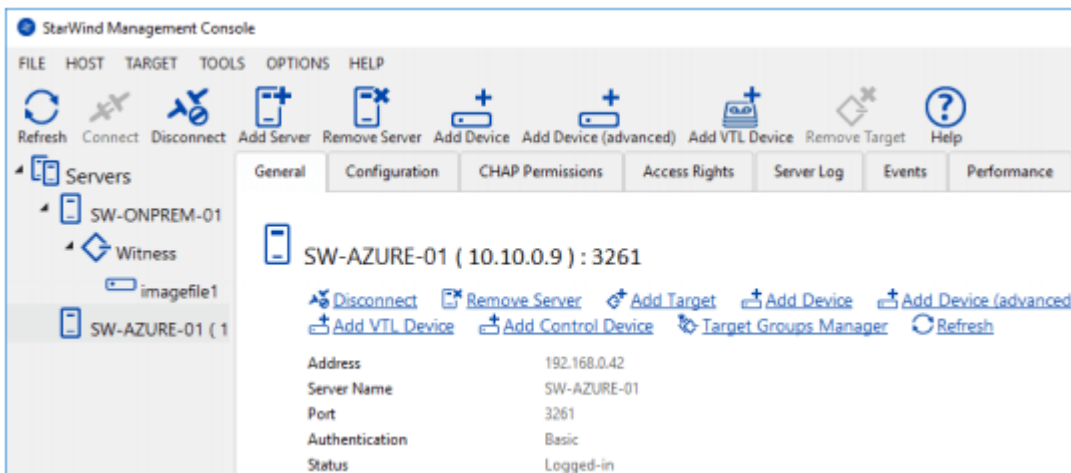 StarWind Management Console
FILE HOST TARGET TOOLS OPTIONS HELP
Refresh Connect Disconnect Add Server Remove Server Add Device Add Device (advanced) Add VTL Device Remove Target Help
Servers
SW-ONPREM-01
Witness
imagefile1
SW-AZURE-01 ( 1
General Configuration CHAP Permissions Access Rights Server Log Events Performance
SW-AZURE-01 ( 10.10.0.9 ) : 3261
Disconnect Remove Server Add Target Add Device Add Device (advanced
Add VTL Device Add Control Device Target Groups Manager Refresh
Address 192.168.0.42
Server Name SW-AZURE-01
Port 3261
Authentication Basic
Status Logged-in